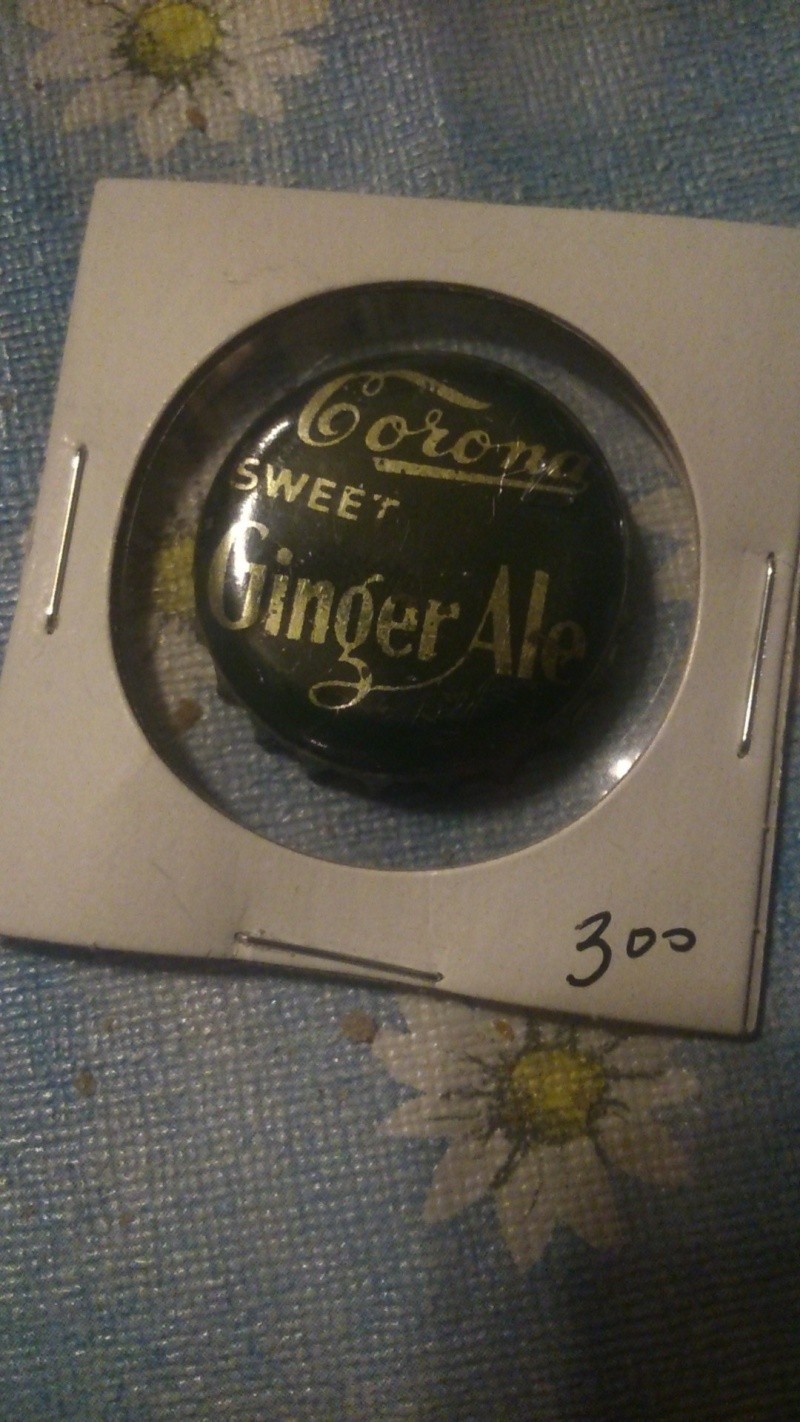 Corona
SWEET
Ginger Ale
300